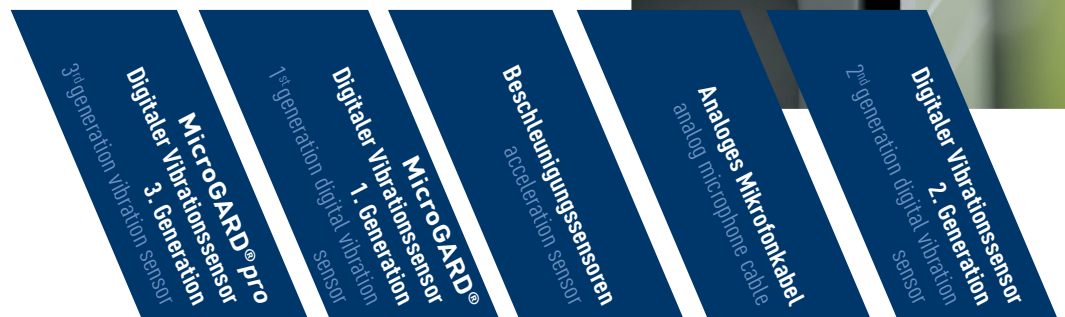 MicroGARD® pro
Digitaler Vibrationssensor
3. Generation
3rd generation vibration sensor
MicroGARD®
Digitaler Vibrationssensor
1. Generation
1st generation digital vibration
sensor
Beschleunigungssensoren
acceleration sensor
Analoges Mikrofonkabel
analog microphone cable
Digitaler Vibrationssensor
2. Generation
2nd generation digital vibration
sensor